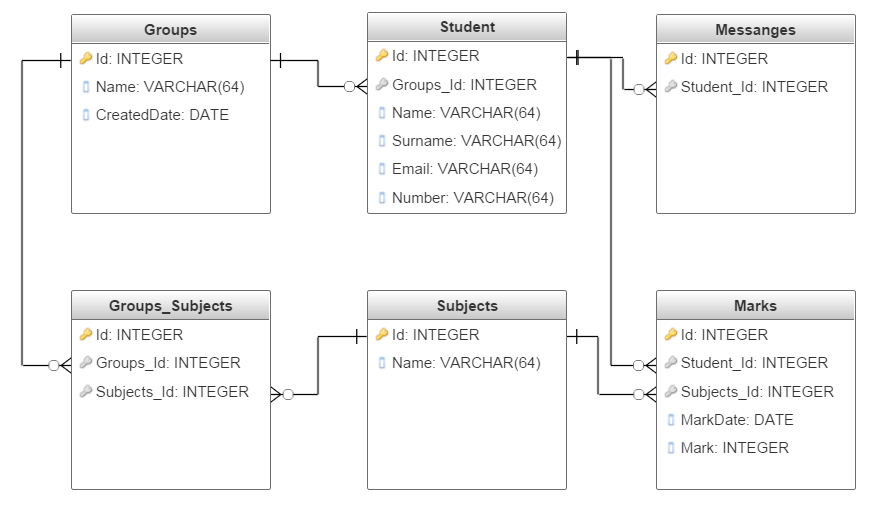 Groups
Id: INTEGER
Name: VARCHAR(64)
CreatedDate: DATE
Student
Id: INTEGER
Groups_Id: INTEGER
Name: VARCHAR(64)
Surname: VARCHAR(64)
Email: VARCHAR(64)
Number: VARCHAR(64)
Messanges
Id: INTEGER
Student_Id: INTEGER
Groups_Subjects
Id: INTEGER
Groups_Id: INTEGER
Subjects_Id: INTEGER
Subjects
Id: INTEGER
Name: VARCHAR(64)
Marks
Id: INTEGER
Student_Id: INTEGER
Subjects_Id: INTEGER
MarkDate: DATE
Mark: INTEGER